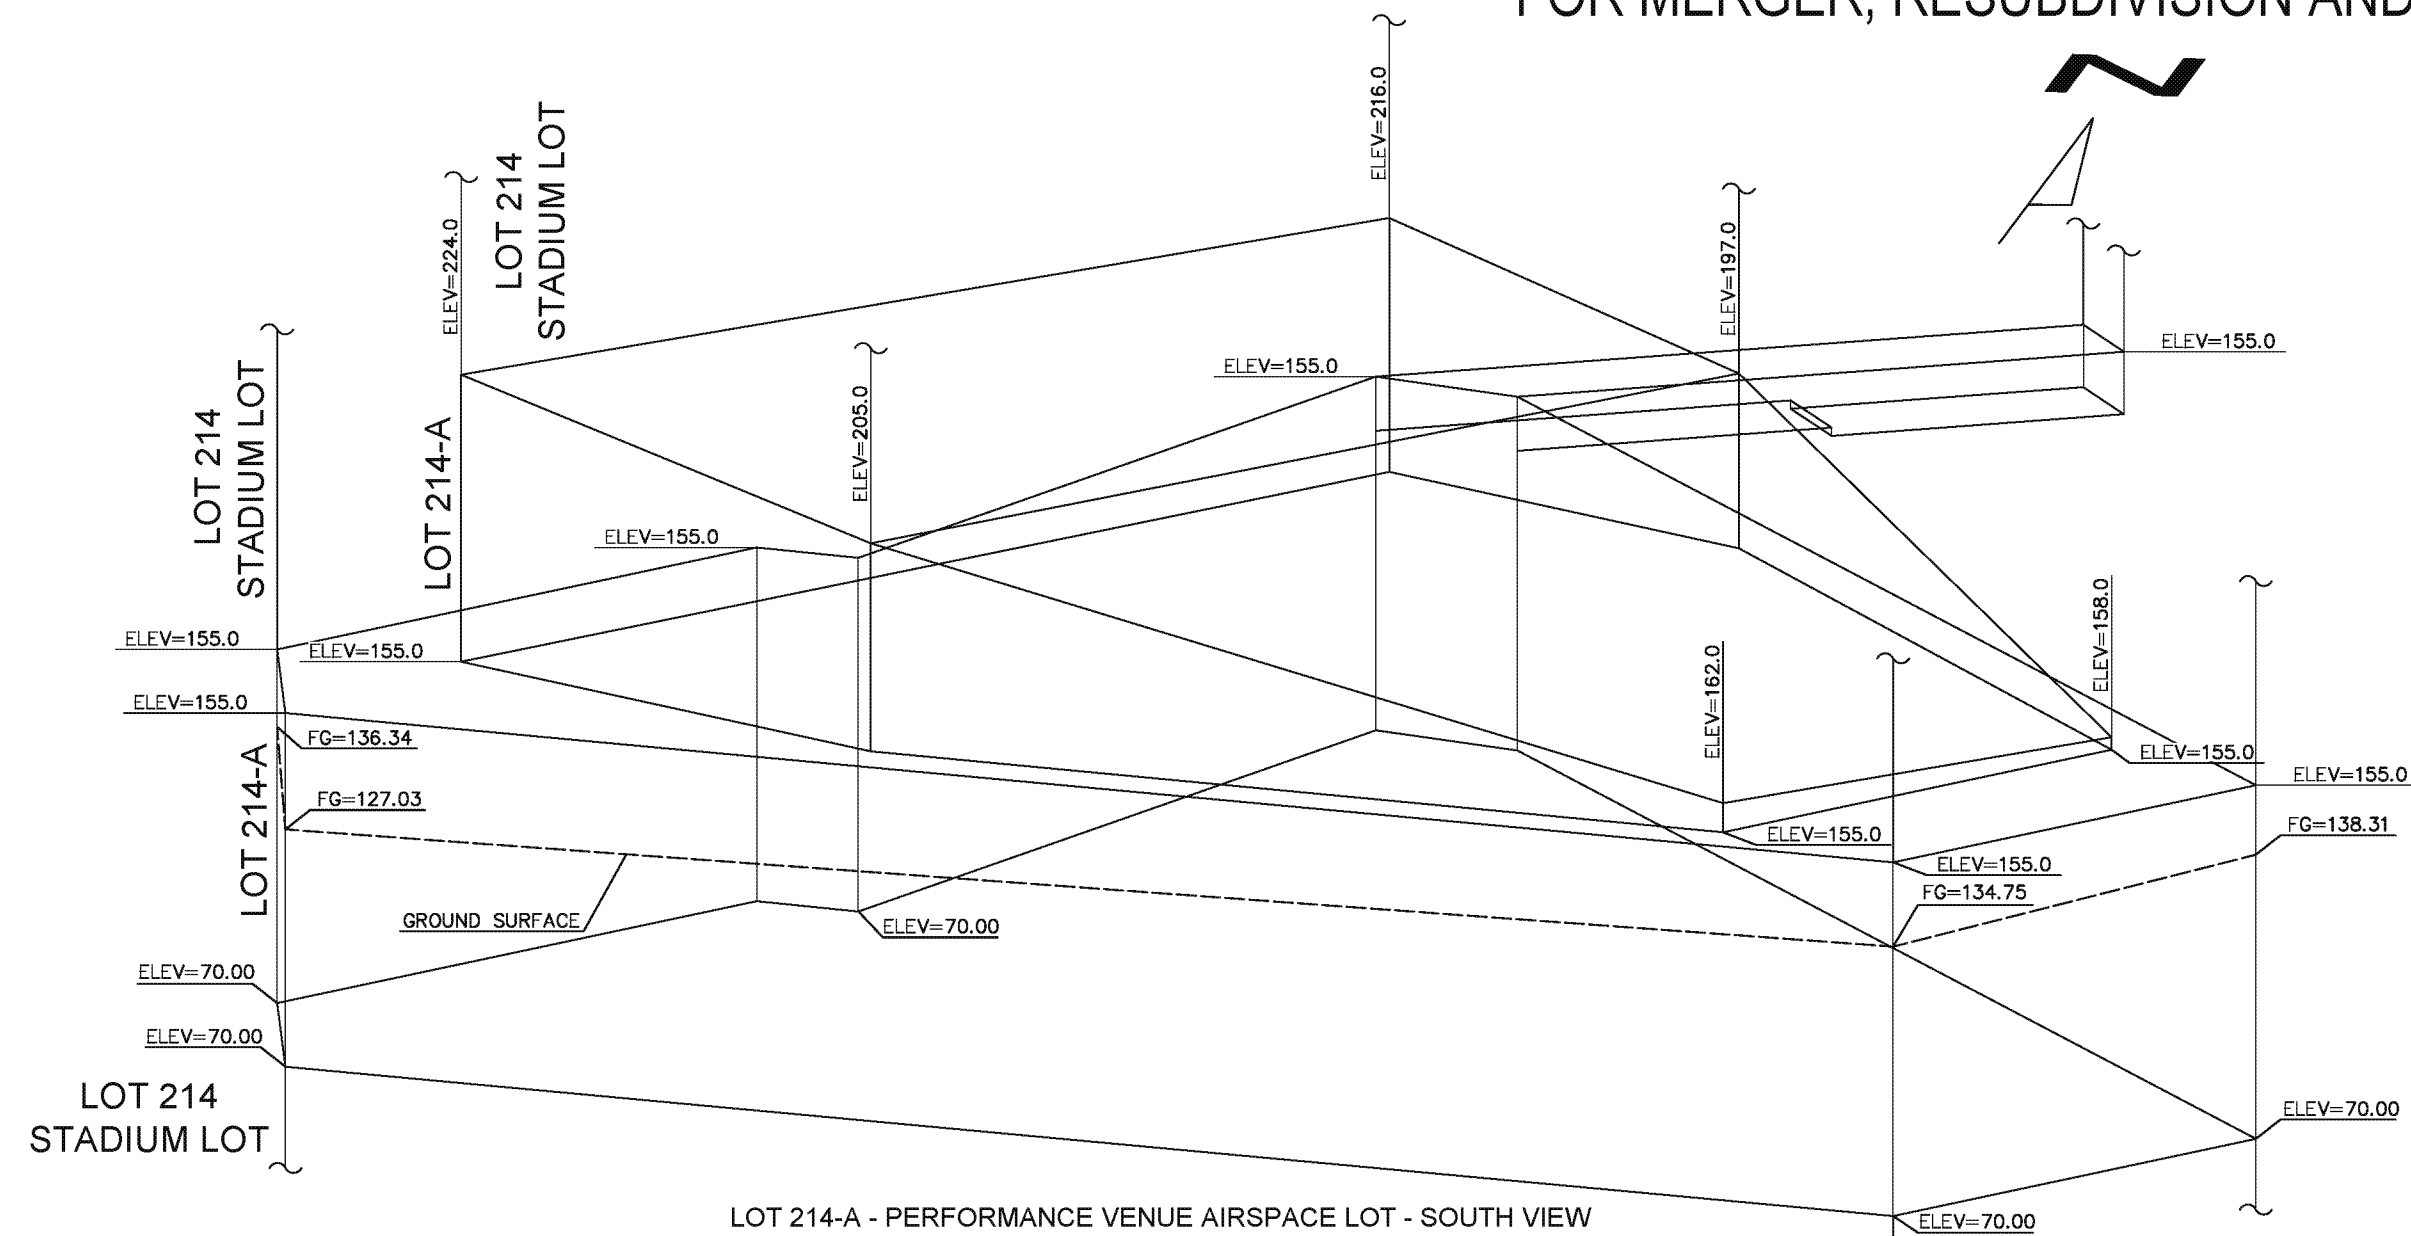 FOR MERGER, RESUBDIVISION AND
N
ELEV=216.0
LOT 214
STADIUM LOT
ELEV=224.0
ELEV=197.0
ELEV=155.0
ELEV=155.0
LOT 214
STADIUM LOT
LOT 214-A
ELEV=205.0
ELEV=155.0
ELEV=155.0
ELEV=155.0
ELEV=158.0
ELEV=162.0
ELEV=155.0
FG=136.34
ELEV=155.0
ELEV=155.0
LOT 214-A
FG=127.03
FG=138.31
ELEV=155.0
ELEV=155.0
FG=134.75
GROUND SURFACE
ELEV=70.00
ELEV=70.00
ELEV=70.00
LOT 214
STADIUM LOT
ELEV=70.00
LOT 214-A - PERFORMANCE VENUE AIRSPACE LOT - SOUTH VIEW
ELEV=70.00